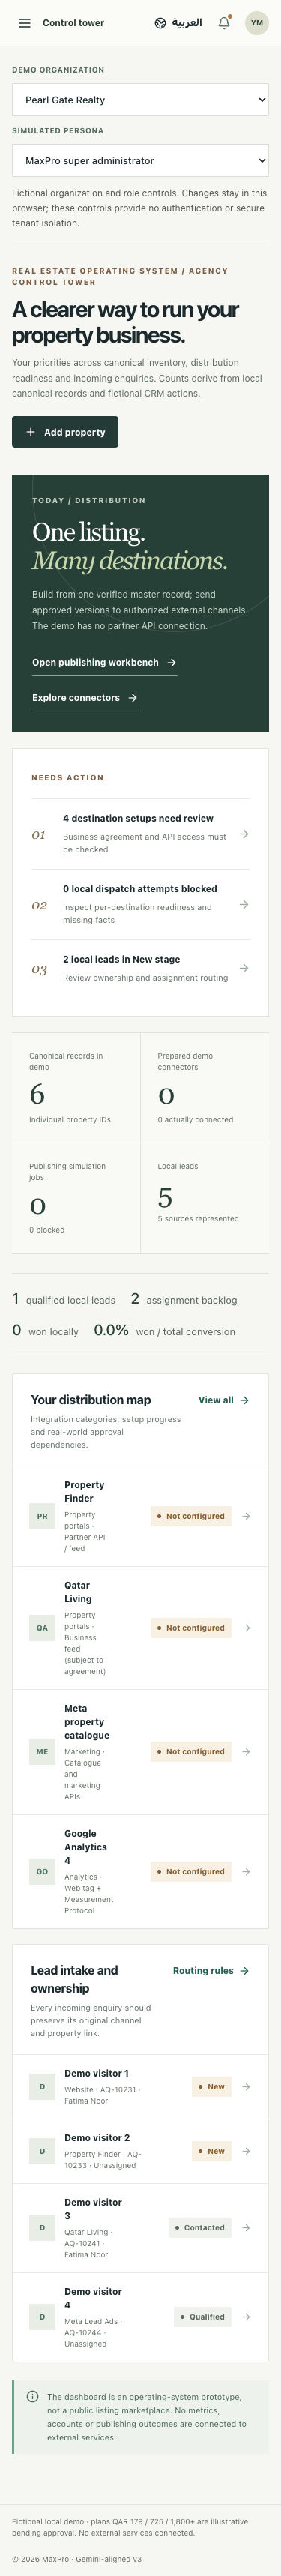 Control tower
العربية
YM
DEMO ORGANIZATION
Pearl Gate Realty
SIMULATED PERSONA
MaxPro super administrator
Fictional organization and role controls. Changes stay in this
browser; these controls provide no authentication or secure
tenant isolation.
REAL ESTATE OPERATING SYSTEM / AGENCY
CONTROL TOWER
A clearer way to run your
property business.
Your priorities across canonical inventory, distribution
readiness and incoming enquiries. Counts derive from local
canonical records and fictional CRM actions.
Add property
TODAY / DISTRIBUTION
One listing.
Many destinations.
Build from one verified master record; send
approved versions to authorized external channels.
The demo has no partner API connection.
Open publishing workbench
Explore connectors
NEEDS ACTION
01
4 destination setups need review
Business agreement and API access must
be checked
02
0 local dispatch attempts blocked
Inspect per-destination readiness and
missing facts
03
2 local leads in New stage
Review ownership and assignment routing
Canonical records in
demo
6
Individual property IDs
Prepared demo
connectors
0
0 actually connected
Publishing simulation
jobs
0
0 blocked
Local leads
5
5 sources represented
1 qualified local leads 2 assignment backlog
0 won locally 0.0% won / total conversion
Your distribution map
View all
Integration categories, setup progress
and real-world approval
dependencies.
PR
Property
Finder
Property
portals ·
Partner API
/ feed
Not configured
QA
Qatar
Living
Property
portals ·
Business
feed
(subject to
agreement)
Not configured
ME
Meta
property
catalogue
Marketing ·
Catalogue
and
marketing
APIs
Not configured
GO
Google
Analytics
4
Analytics ·
Web tag +
Measurement
Protocol
Not configured
Lead intake and
ownership
Routing rules
Every incoming enquiry should
preserve its original channel
and property link.
D
Demo visitor 1
Website · AQ-10231 ·
Fatima Noor
New
D
Demo visitor 2
Property Finder · AQ-
10233 · Unassigned
New
D
Demo visitor
3
Qatar Living ·
AQ-10241 ·
Fatima Noor
Contacted
D
Demo visitor
4
Meta Lead Ads ·
AQ-10244 ·
Unassigned
Qualified
The dashboard is an operating-system prototype,
not a public listing marketplace. No metrics,
accounts or publishing outcomes are connected to
external services.
Fictional local demo · plans QAR 179 / 725 / 1,800+ are illustrative
pending approval. No external services connected.
© 2026 MaxPro · Gemini-aligned v3